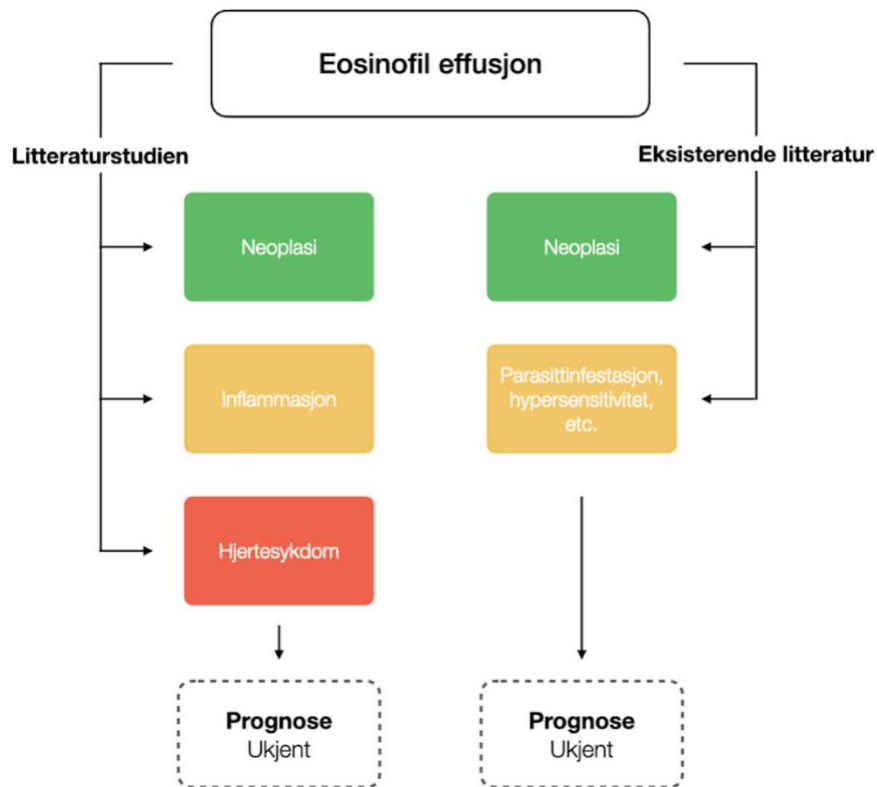 Eosinofil effusjon
Litteraturstudien
Eksisterende litteratur
Neoplasi
Neoplasi
Inflammasjon
Parasittinfestasjon,
hypersensitivitet,
etc.
Hjertesykdom
Prognose
Ukjent
Prognose
Ukjent